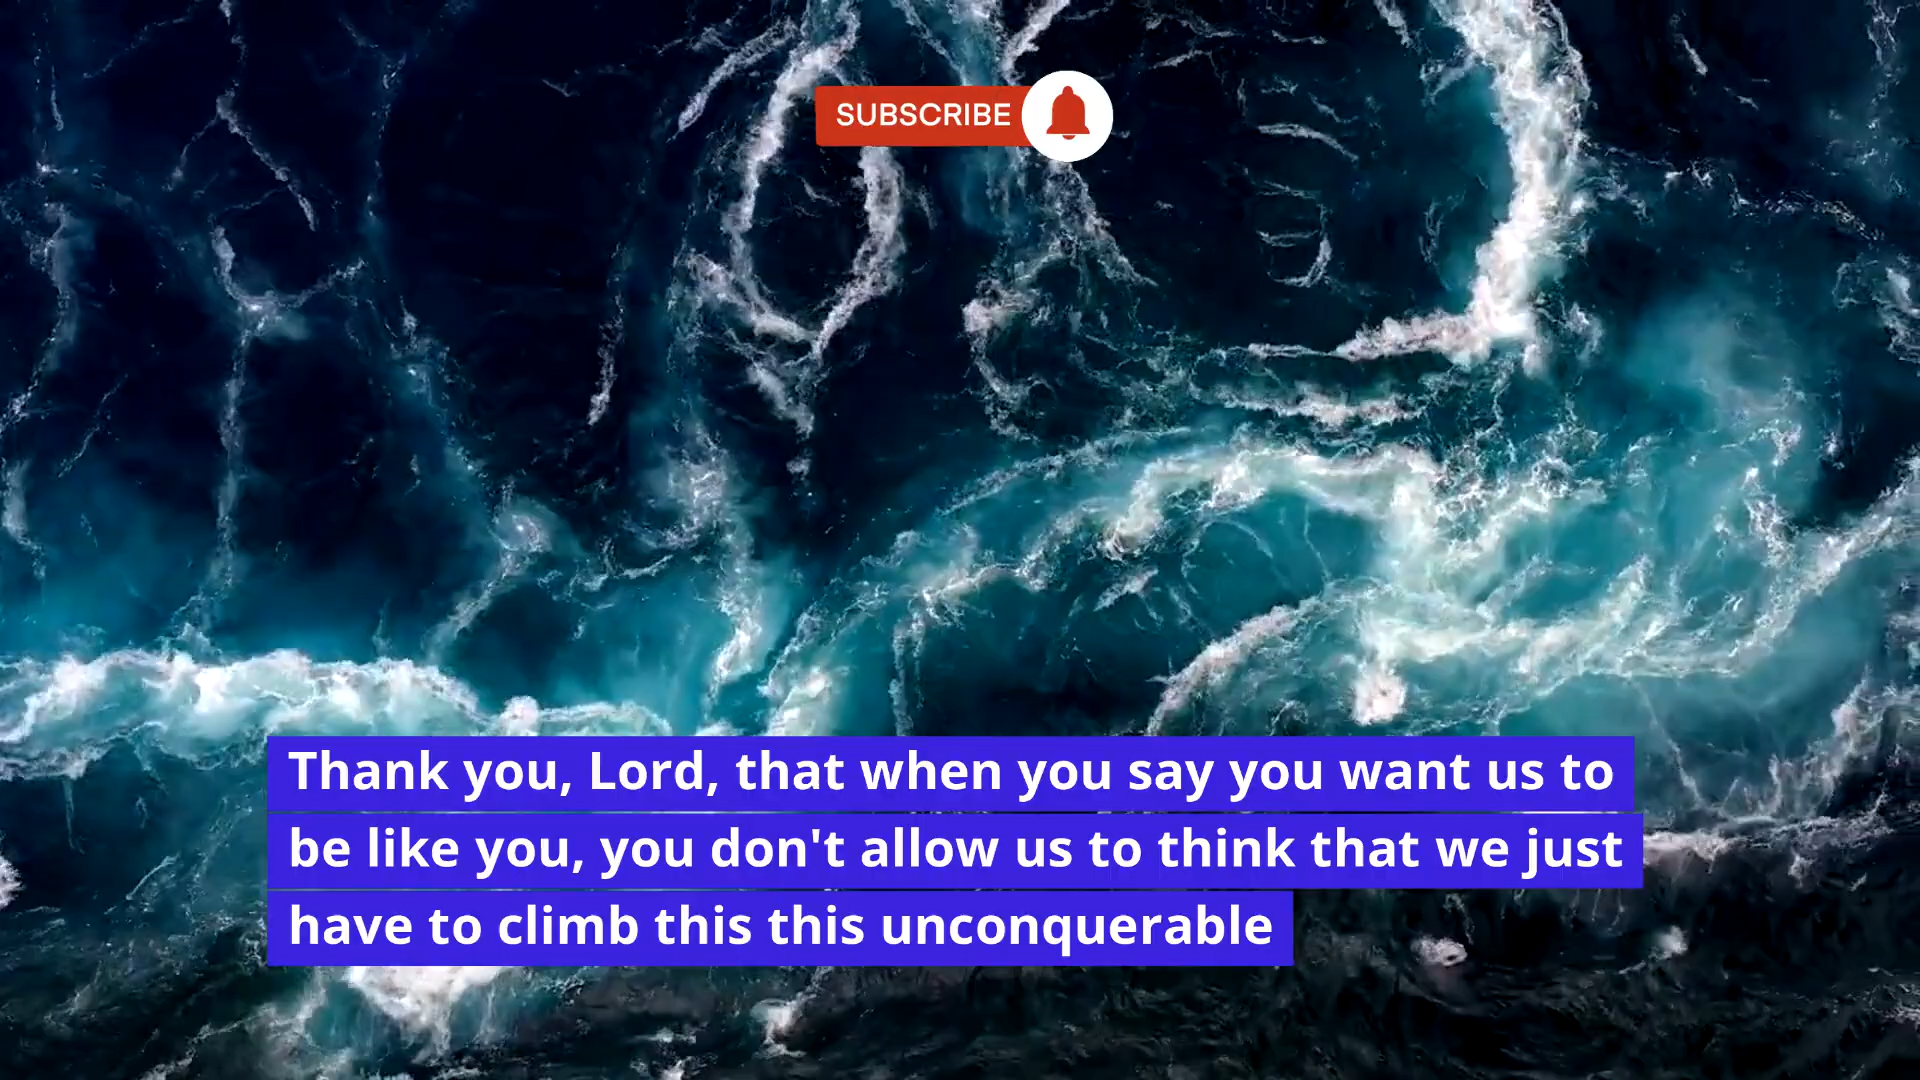 SUBSCRIBE
Thank you, Lord, that when you say you want us to
be like you, you don't allow us to think that we just
have to climb this this unconquerable